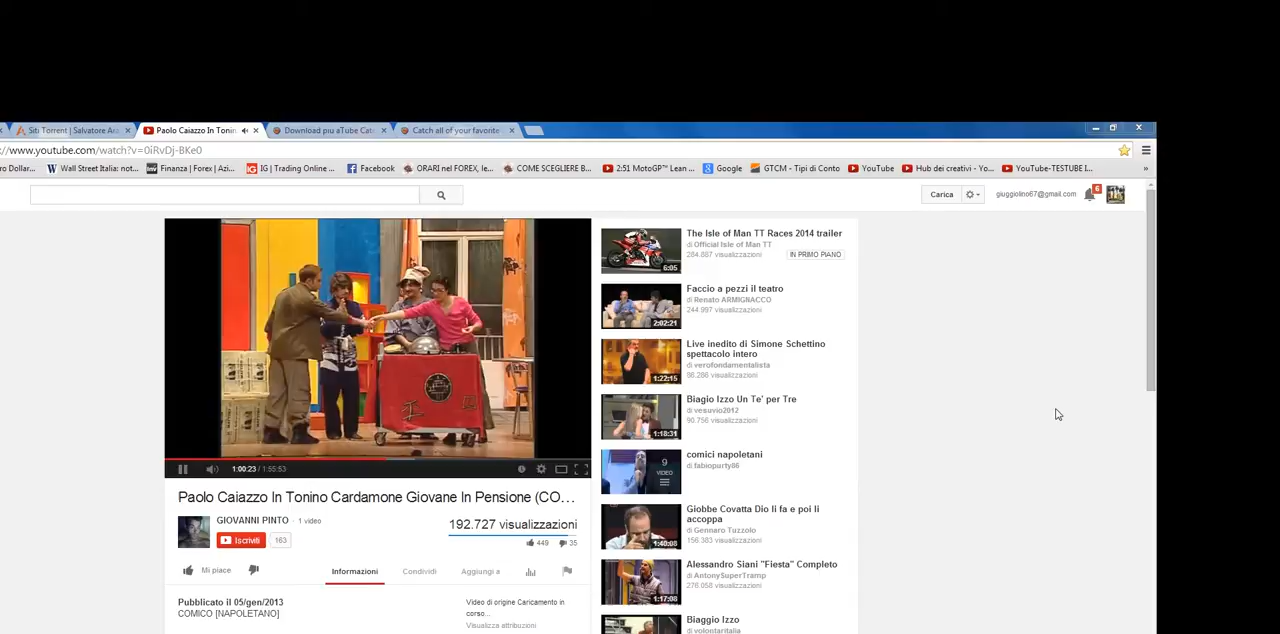 Siti Torrent | Salvatore Ara Paolo Caiazzo In Tonin Download più aTube Cat Catch all of your favorite
://www.youtube.com/watch?v=0iRvDj-BKe0
ro Dollar... Wall Street Italia: not... Finanza | Forex | Azi... IG | Trading Online ... Facebook ORARI nel FOREX, le... COME SCEGLIERE B... 2:51 MotoGP™ Lean ... Google GTCM - Tipi di Conto YouTube Hub dei creativi - Yo... YouTube-TESTUBE I... »
Carica giuggiolino67@gmail.com 6
1:00:23 / 1:55:53
Paolo Caiazzo In Tonino Cardamone Giovane In Pensione (CO...
GIOVANNI PINTO · 1 video
Iscriviti 163
192.727 visualizzazioni
449 35
Mi piace Informazioni Condividi Aggiungi a
Pubblicato il 05/gen/2013
COMICO [NAPOLETANO]
Video di origine Caricamento in
corso...
Visualizza attribuzioni
The Isle of Man TT Races 2014 trailer
di Official Isle of Man TT
284.887 visualizzazioni IN PRIMO PIANO
6:05
Faccio a pezzi il teatro
di Renato ARMIGNACCO
244.997 visualizzazioni
2:02:21
Live inedito di Simone Schettino
spettacolo intero
di verofondamentalista
98.286 visualizzazioni
1:22:15
Biagio Izzo Un Te' per Tre
di vesuvio2012
90.756 visualizzazioni
1:18:31
comici napoletani
di fabiopurty86
9
VIDEO
Giobbe Covatta Dio li fa e poi li
accoppa
di Gennaro Tuzzolo
156.383 visualizzazioni
1:40:08
Alessandro Siani "Fiesta" Completo
di AntonySuperTramp
276.058 visualizzazioni
1:17:08
Biaggio Izzo
di volontaritalia